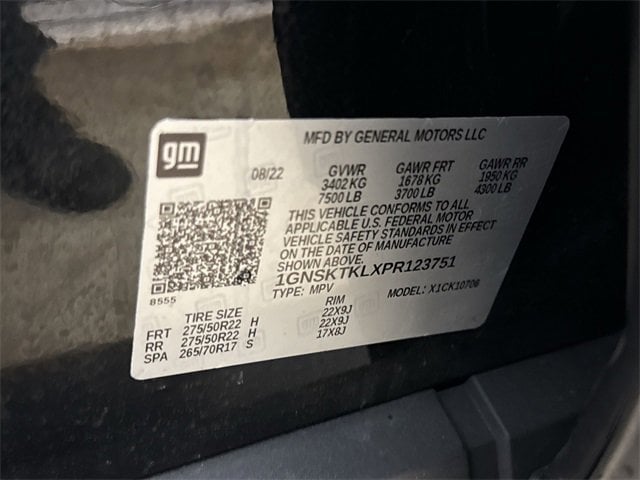 gm
MFD BY GENERAL MOTORS LLC
08/22 GVWR GAWR FRT GAWR RR
3402 KG 1678 KG 1950 KG
7500 LB 3700 LB 4300 LB
THIS VEHICLE CONFORMS TO ALL
APPLICABLE U.S. FEDERAL MOTOR
VEHICLE SAFETY STANDARDS IN EFFECT
ON THE DATE OF MANUFACTURE
SHOWN ABOVE.
1GNSKTKLXPR123751
8555 TYPE: MPV MODEL: X1CK10706
TIRE SIZE RIM
FRT 275/50R22 H 22X9J
RR 275/50R22 H 22X9J
SPA 265/70R17 S 17X8J